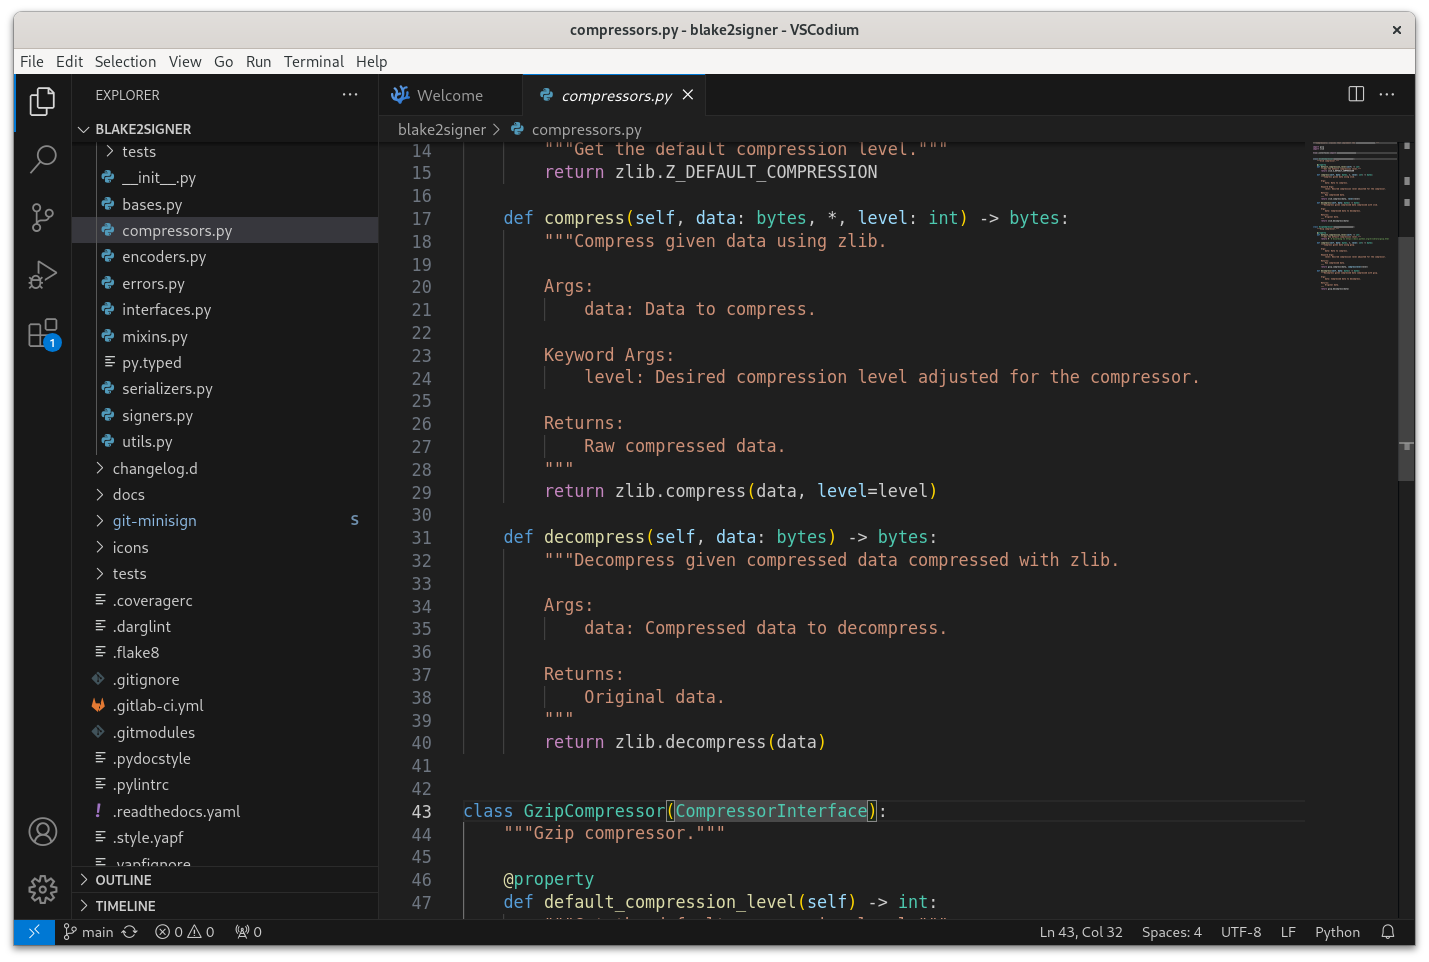 compressors.py - blake2signer - VSCodium
File Edit Selection View Go Run Terminal Help
EXPLORER
BLAKE2SIGNER
tests
__init__.py
bases.py
compressors.py
encoders.py
errors.py
interfaces.py
mixins.py
py.typed
serializers.py
signers.py
utils.py
changelog.d
docs
git-minisign S
icons
tests
.coveragerc
.darglint
.flake8
.gitignore
.gitlab-ci.yml
.gitmodules
.pydocstyle
.pylintrc
.readthedocs.yaml
.style.yapf
.yapfignore
OUTLINE
TIMELINE
1
Welcome
compressors.py
blake2signer > compressors.py
14 """Get the default compression level."""
15 return zlib.Z_DEFAULT_COMPRESSION
16
17 def compress(self, data: bytes, *, level: int) -> bytes:
18 """Compress given data using zlib.
19
20 Args:
21 data: Data to compress.
22
23 Keyword Args:
24 level: Desired compression level adjusted for the compressor.
25
26 Returns:
27 Raw compressed data.
28 """
29 return zlib.compress(data, level=level)
30
31 def decompress(self, data: bytes) -> bytes:
32 """Decompress given compressed data compressed with zlib.
33
34 Args:
35 data: Compressed data to decompress.
36
37 Returns:
38 Original data.
39 """
40 return zlib.decompress(data)
41
42
43 class GzipCompressor(CompressorInterface):
44 """Gzip compressor."""
45
46 @property
47 def default_compression_level(self) -> int:
main 0 0 0 Ln 43, Col 32 Spaces: 4 UTF-8 LF Python